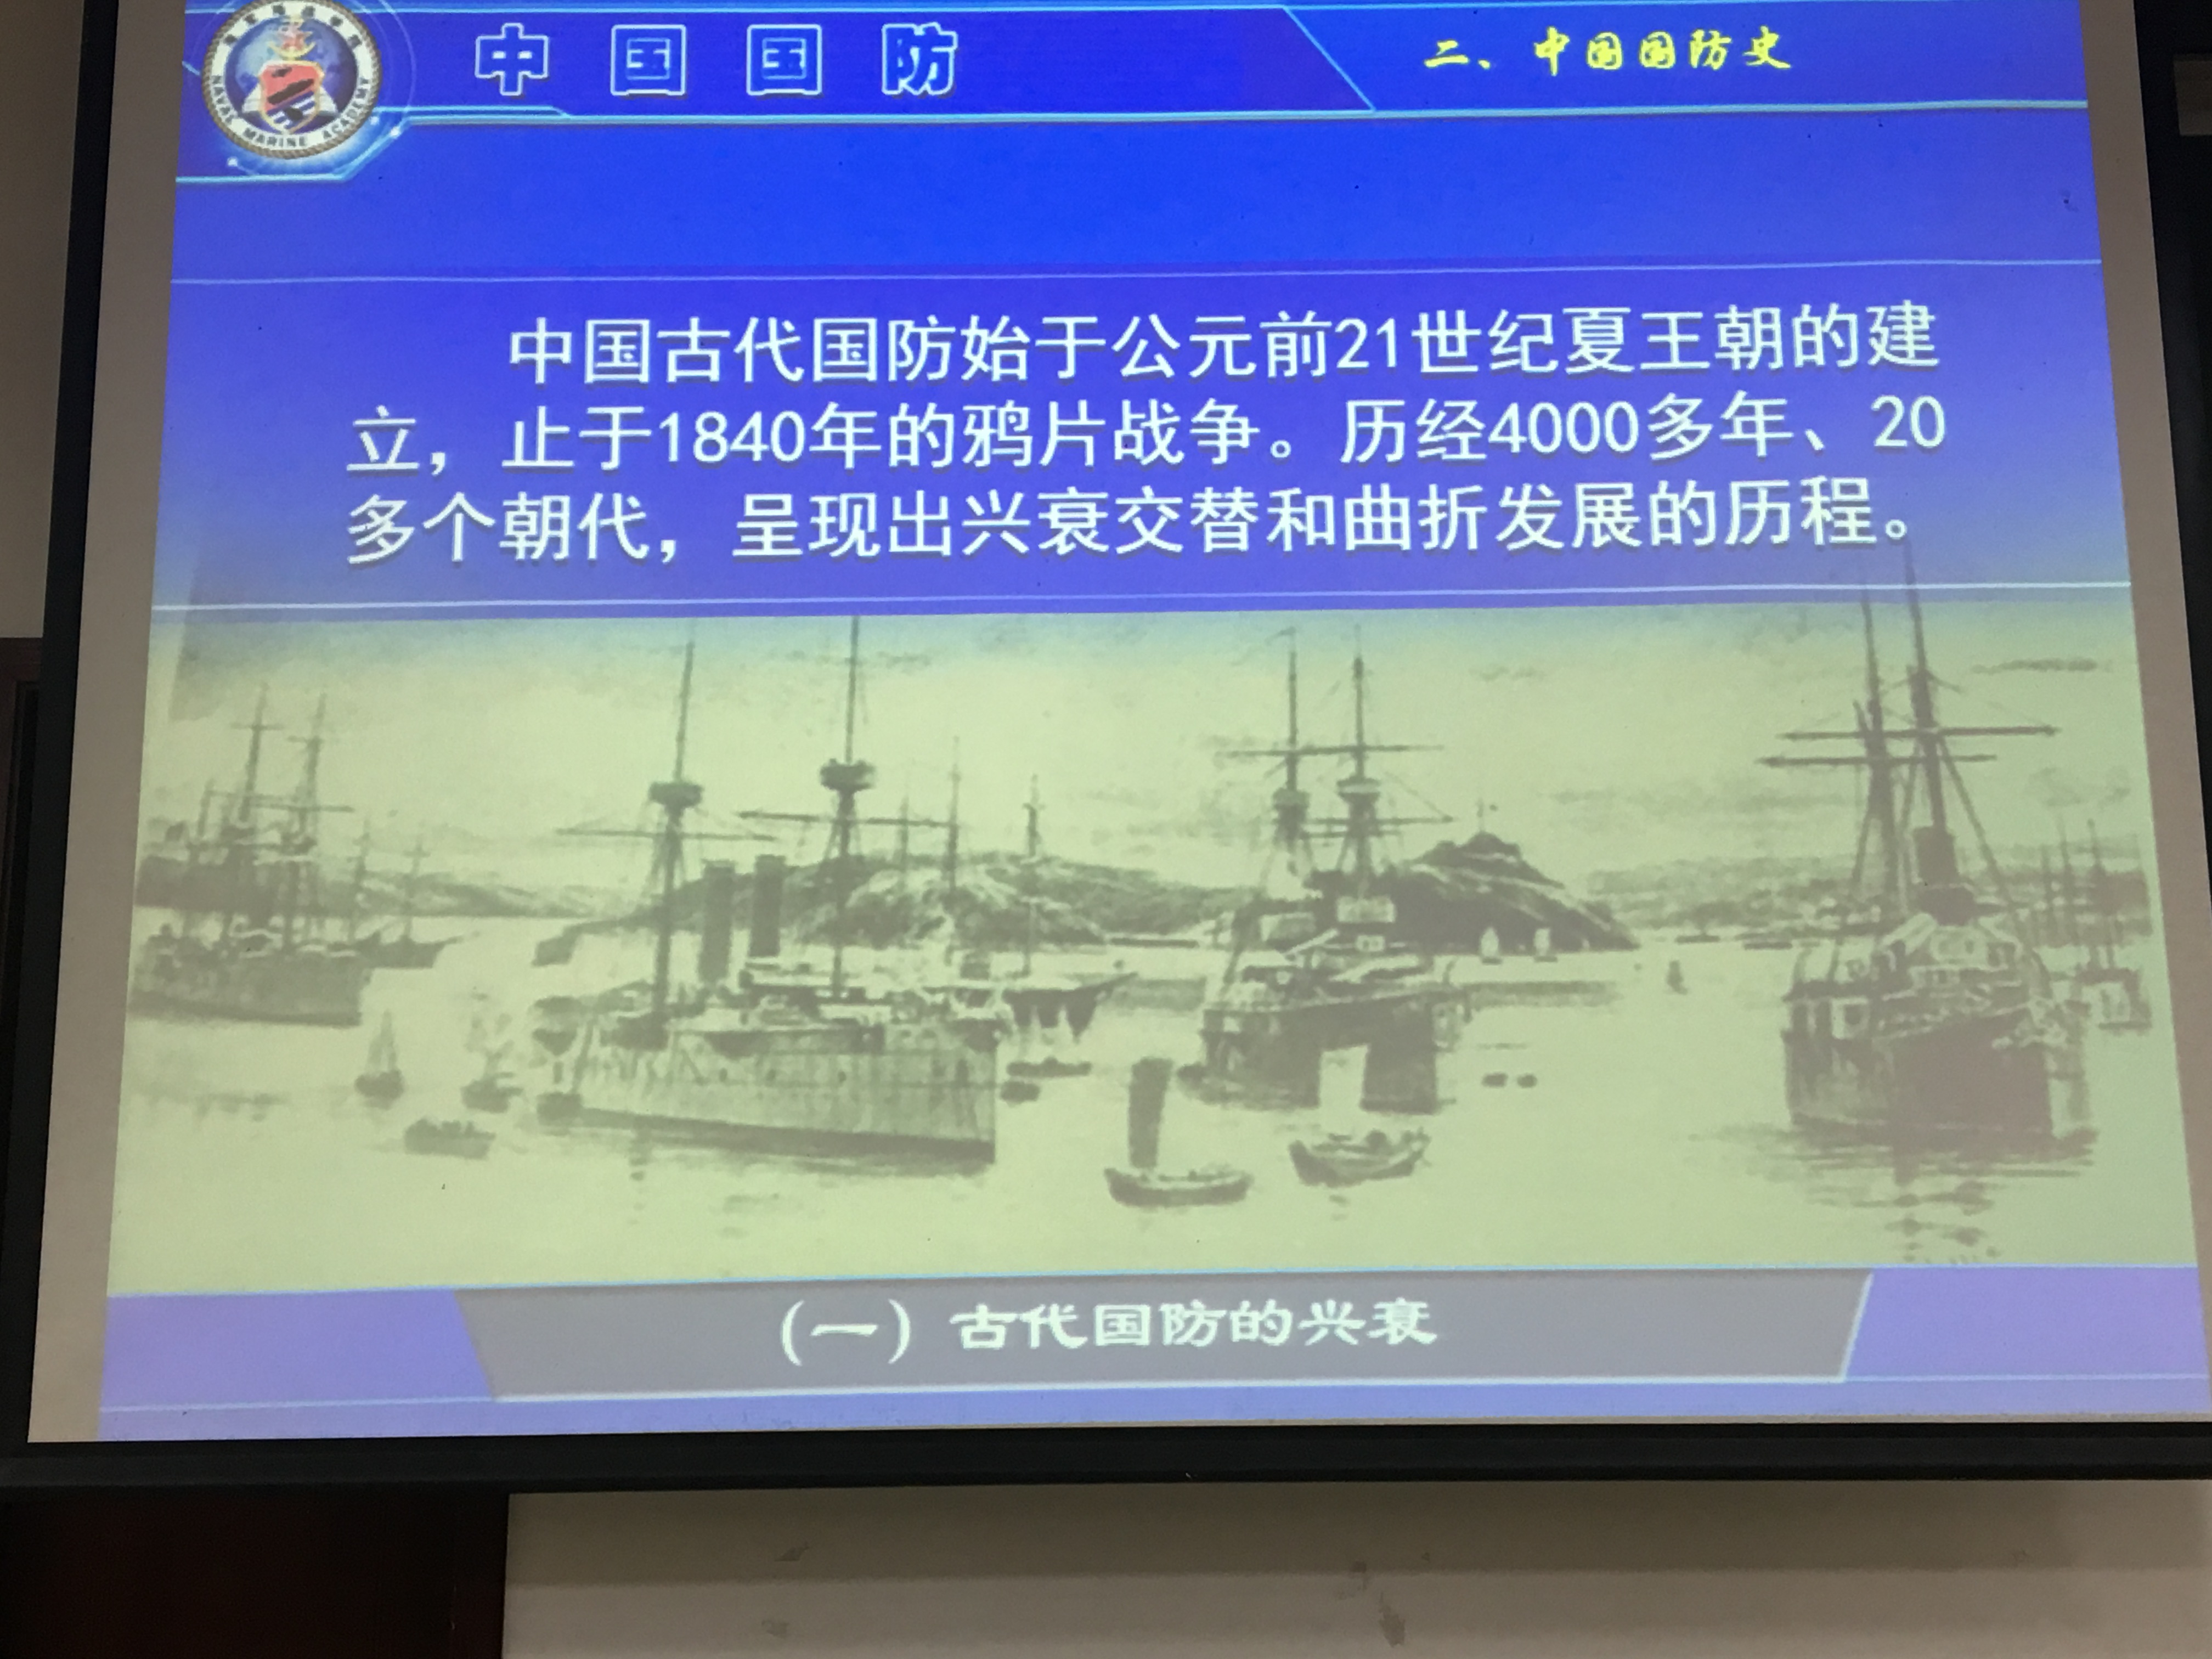 中国国防
二、中国国防史
NAVAL MARINE ACADEMY
中国古代国防始于公元前21世纪夏王朝的建
立，止于1840年的鸦片战争。历经4000多年、20
多个朝代，呈现出兴衰交替和曲折发展的历程。
(一) 古代国防的兴衰